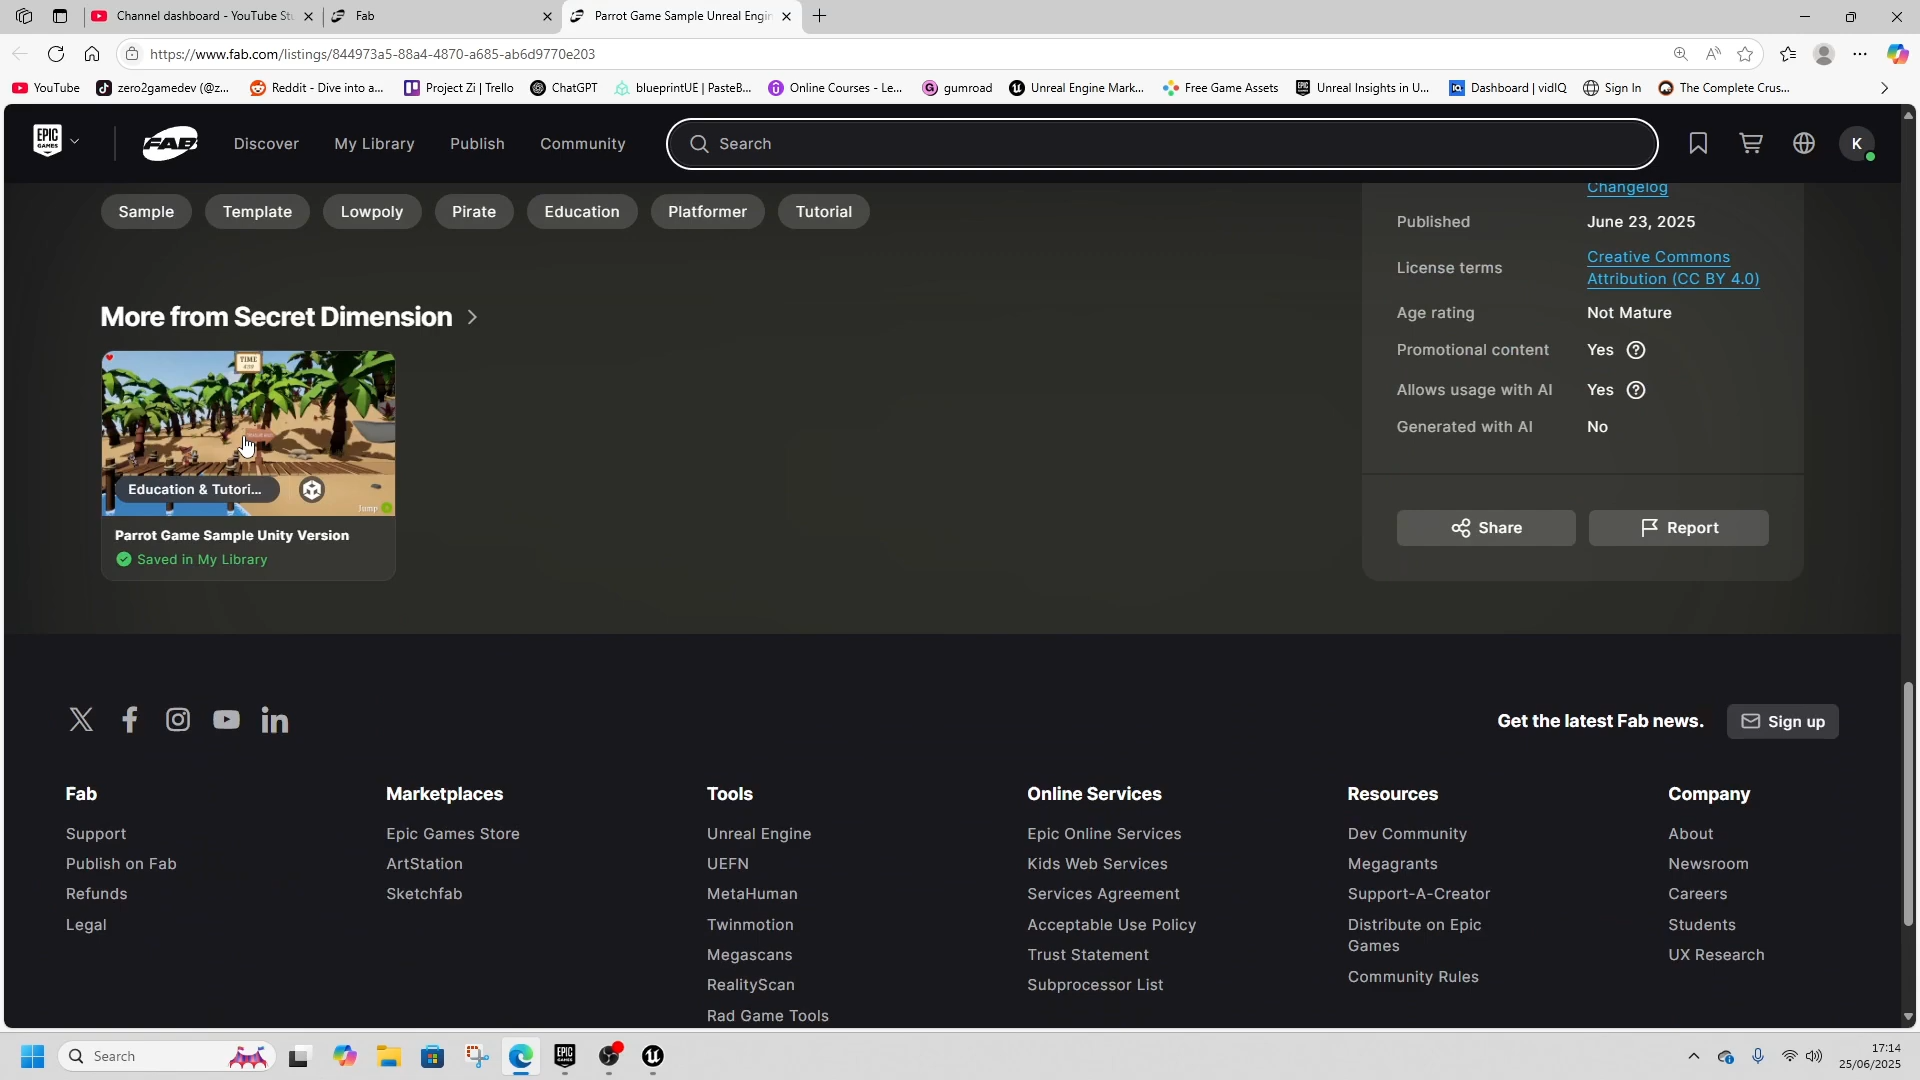 Channel dashboard - YouTube St
Fab
Parrot Game Sample Unreal Engin
https://www.fab.com/listings/844973a5-88a4-4870-a685-ab6d9770e203
YouTube
zero2gamedev (@z...
Reddit - Dive into a...
Project Zi | Trello
ChatGPT
blueprintUE | PasteB...
Online Courses - Le...
gumroad
Unreal Engine Mark...
Free Game Assets
Unreal Insights in U...
Dashboard | vidIQ
Sign In
The Complete Crus...
EPIC
GAMES
FAB
Discover
My Library
Publish
Community
Search
K
Sample
Template
Lowpoly
Pirate
Education
Platformer
Tutorial
Changelog
Published
June 23, 2025
License terms
Creative Commons
Attribution (CC BY 4.0)
Age rating
Not Mature
Promotional content
Yes
Allows usage with AI
Yes
Generated with AI
No
Share
Report
More from Secret Dimension
TIME
Education & Tutori...
Jump
Parrot Game Sample Unity Version
Saved in My Library
Get the latest Fab news.
Sign up
Fab
Support
Publish on Fab
Refunds
Legal
Marketplaces
Epic Games Store
ArtStation
Sketchfab
Tools
Unreal Engine
UEFN
MetaHuman
Twinmotion
Megascans
RealityScan
Rad Game Tools
Online Services
Epic Online Services
Kids Web Services
Services Agreement
Acceptable Use Policy
Trust Statement
Subprocessor List
Resources
Dev Community
Megagrants
Support-A-Creator
Distribute on Epic
Games
Community Rules
Company
About
Newsroom
Careers
Students
UX Research
Search
17:14
25/06/2025